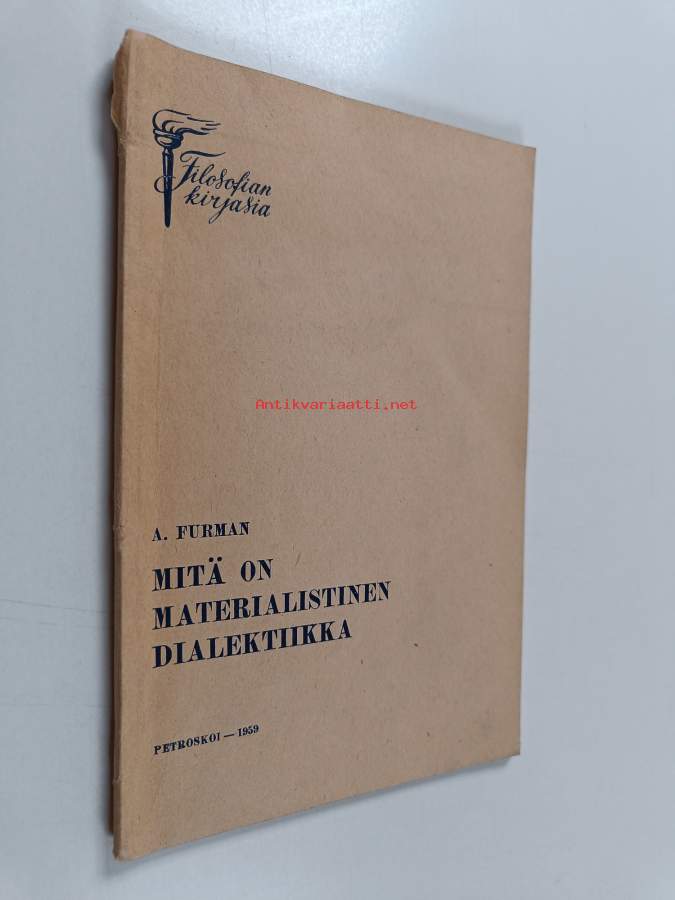 Filosofian
kirjasia
Antikvariaatti.net
A. FURMAN
MITÄ ON
MATERIALISTINEN
DIALEKTIIKKA
PETROSKOI — 1959